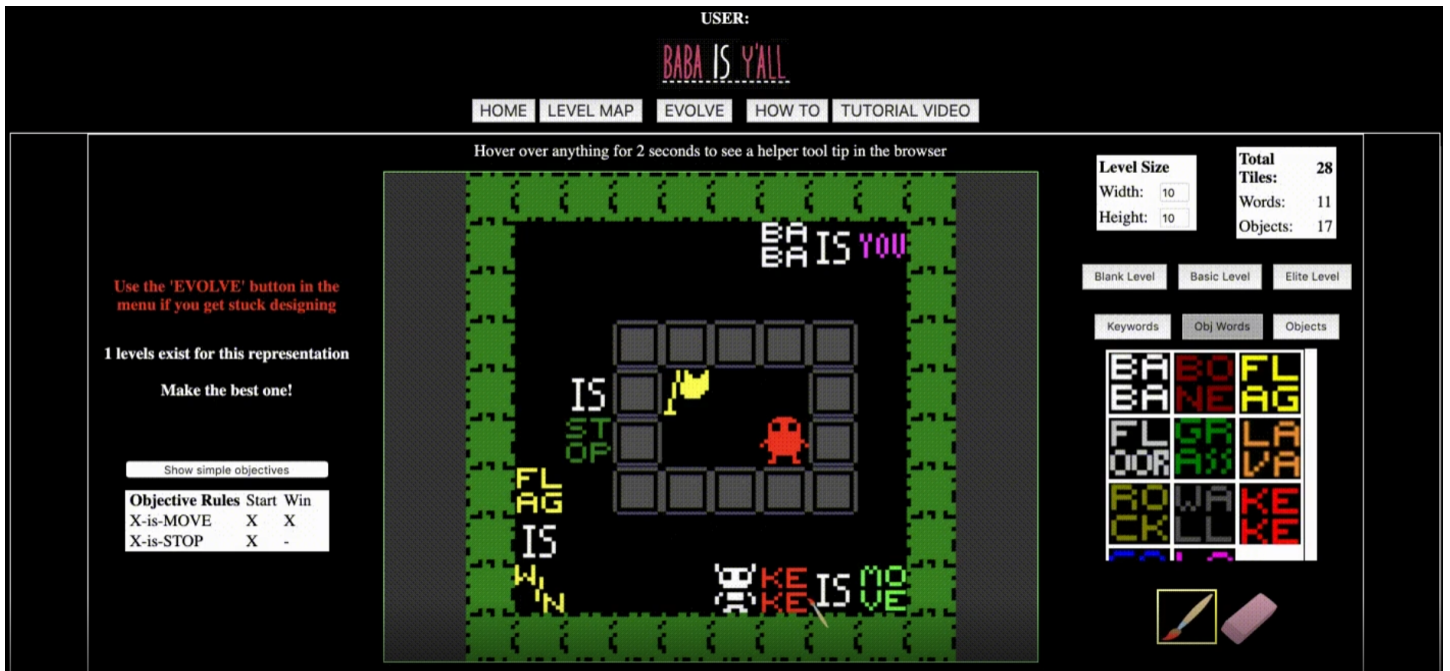 USER:
BABA IS Y'ALL
HOME LEVEL MAP EVOLVE HOW TO TUTORIAL VIDEO
Hover over anything for 2 seconds to see a helper tool tip in the browser
Use the 'EVOLVE' button in the
menu if you get stuck designing
1 levels exist for this representation
Make the best one!
Show simple objectives
Objective Rules Start Win
X-is-MOVE X X
X-is-STOP X -
BABA IS YOU
IS
STOP
FLAG
IS
WIN
KEKE IS MOVE
Level Size
Width: 10
Height: 10
Total
Tiles: 28
Words: 11
Objects: 17
Blank Level Basic Level Elite Level
Keywords Obj Words Objects
BABA BONE FLAG
FLOOR GRASS LAVA
ROCK WALL KEKE